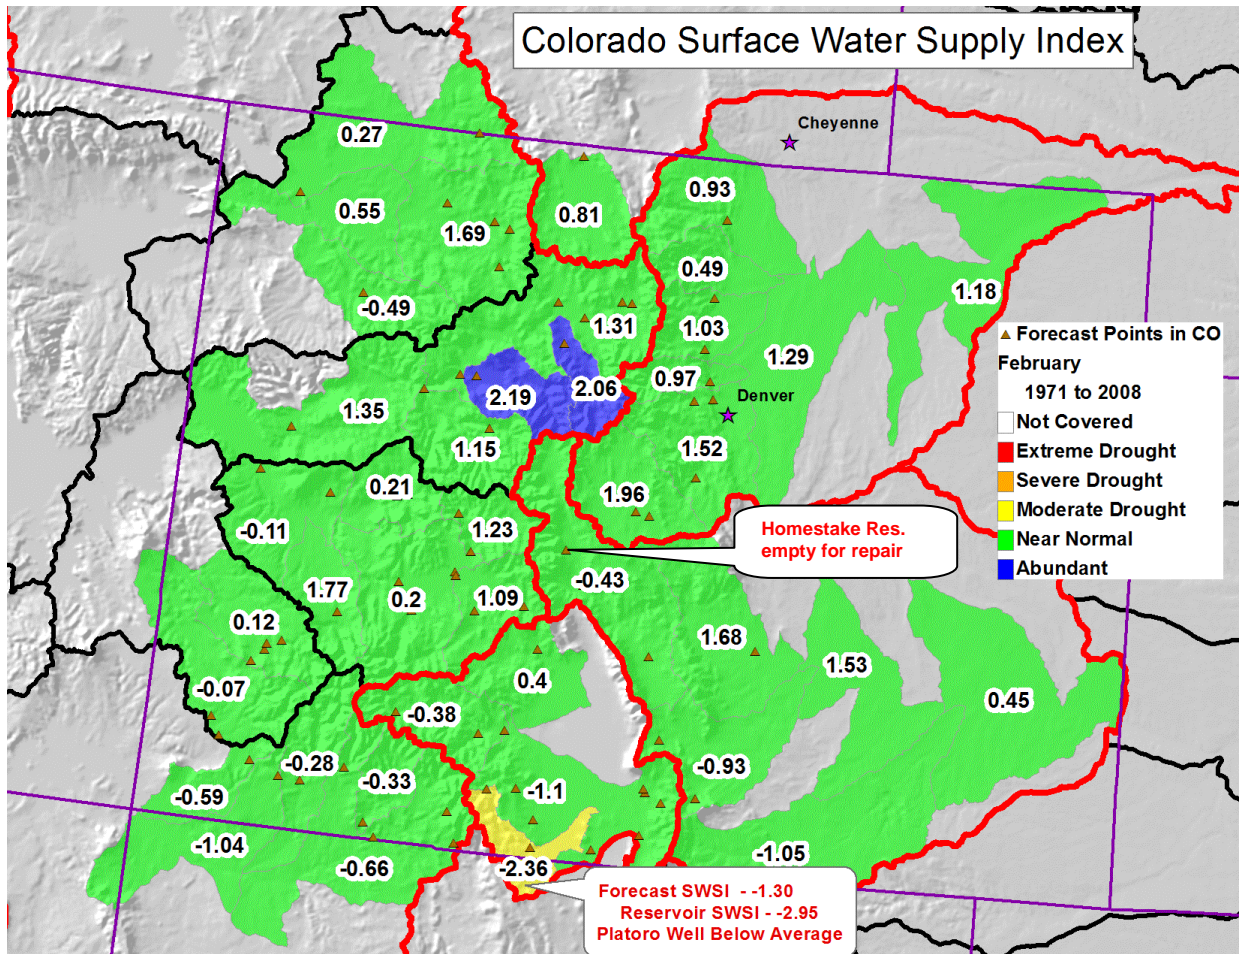 Colorado Surface Water Supply Index
Cheyenne
0.27
0.93
0.55
0.81
1.69
0.49
1.18
-0.49
1.31
1.03
1.29
Forecast Points in CO
February
1971 to 2008
Not Covered
Extreme Drought
Severe Drought
Moderate Drought
Near Normal
Abundant
0.97
2.19
2.06
Denver
1.35
1.15
1.52
0.21
1.96
-0.11
1.23
Homestake Res.
empty for repair
-0.43
1.77
0.2
1.09
0.12
1.68
1.53
-0.07
0.4
0.45
-0.38
-0.28
-0.33
-0.93
-0.59
-1.1
-1.04
-1.05
-0.66
-2.36
Forecast SWSI - -1.30
Reservoir SWSI - -2.95
Platoro Well Below Average